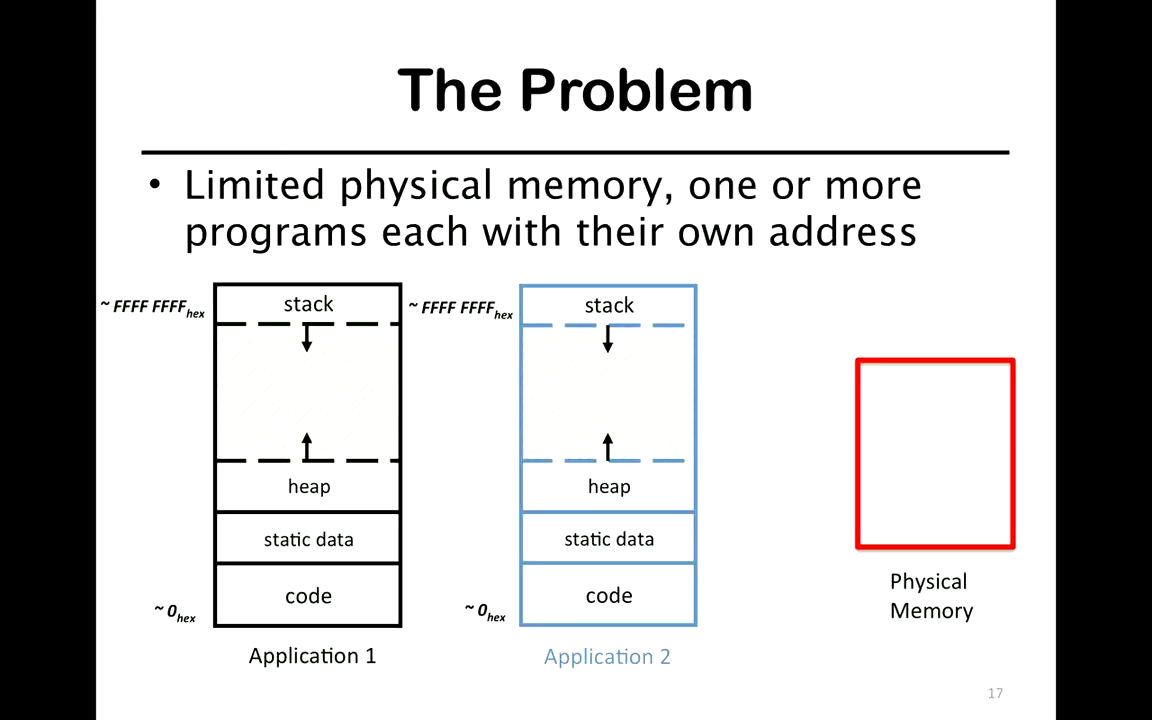 The Problem
• Limited physical memory, one or more
programs each with their own address
~ FFFF FFFFhex
stack
~ FFFF FFFFhex
stack
heap
heap
static data
static data
code
code
~ 0hex
~ 0hex
Physical
Memory
Application 1
Application 2
17